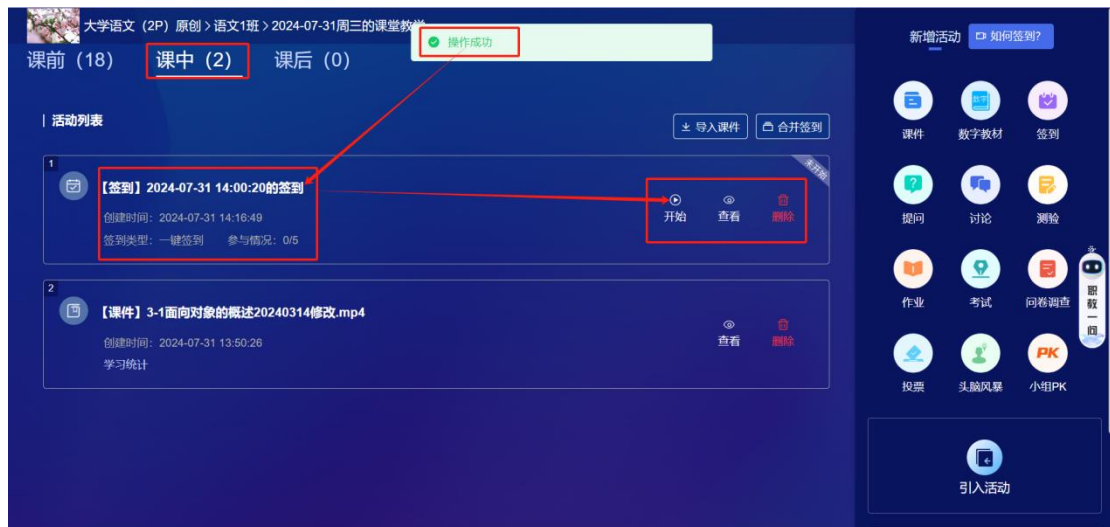 大学语文（2P）原创 > 语文1班 > 2024-07-31周三的课堂教学
操作成功
课前（18） 课中（2） 课后（0）
活动列表
导入课件 合并签到
1
未开始
【签到】2024-07-31 14:00:20的签到
创建时间：2024-07-31 14:16:49
签到类型：一键签到 参与情况：0/5
开始 查看 删除
2
【课件】3-1面向对象的概述20240314修改.mp4
创建时间：2024-07-31 13:50:26
学习统计
查看 删除
新增活动 如何签到?
课件 数字教材 签到
提问 讨论 测验
作业 考试 问卷调查
投票 头脑风暴 小组PK
引入活动
数字
PK
职教一问